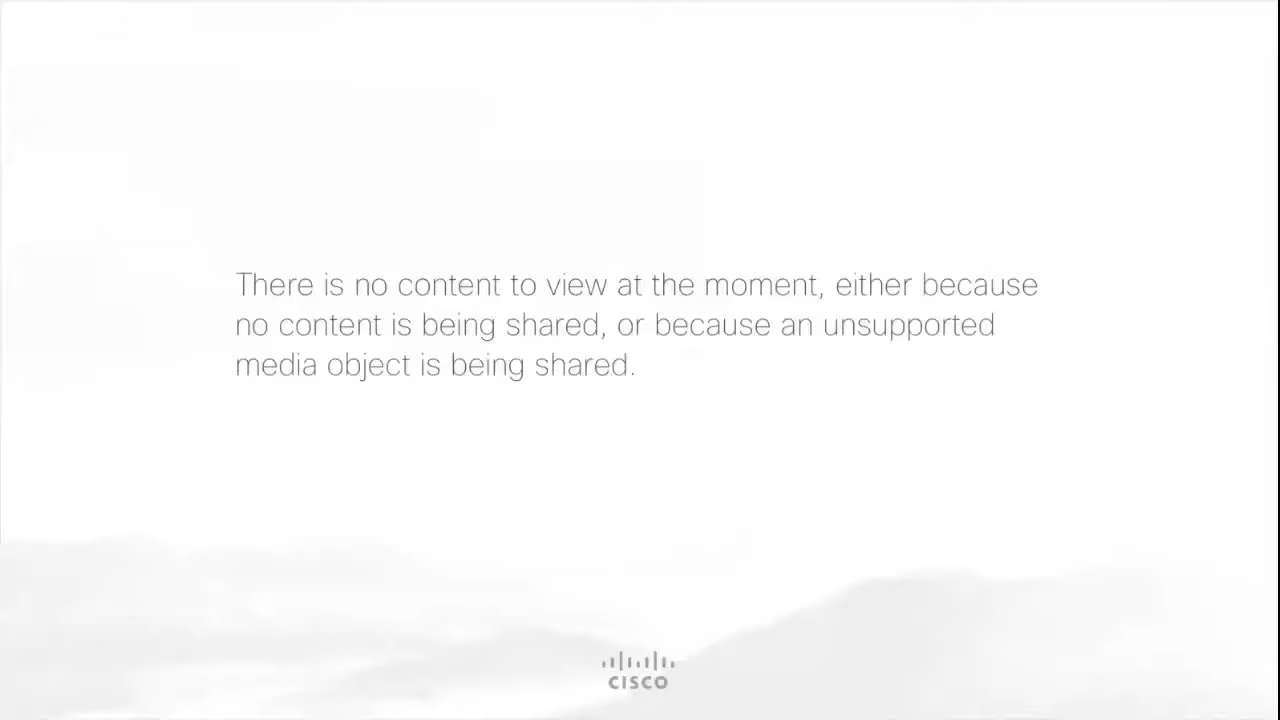 There is no content to view at the moment, either because
no content is being shared, or because an unsupported
media object is being shared.
CISCO